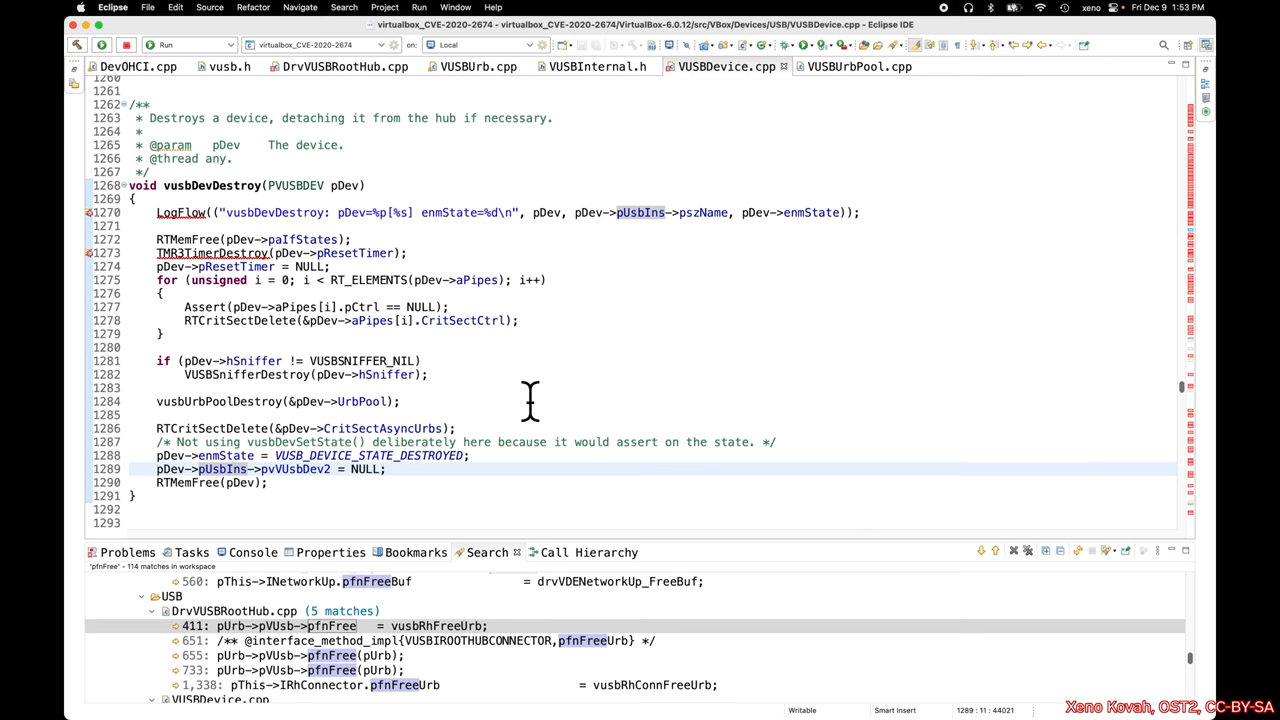 Eclipse File Edit Source Refactor Navigate Search Project Run Window Help xeno Fri Dec 9 1:53 PM
virtualbox_CVE-2020-2674 - virtualbox_CVE-2020-2674/VirtualBox-6.0.12/src/VBox/Devices/USB/VUSBDevice.cpp - Eclipse IDE
Run virtualbox_CVE-2020-2674 on: Local
DevOHCI.cpp vusb.h DrvVUSBRootHub.cpp VUSBUrb.cpp VUSBInternal.h VUSBDevice.cpp VUSBUrbPool.cpp
1260
1261
1262 /**
1263 * Destroys a device, detaching it from the hub if necessary.
1264 *
1265 * @param pDev The device.
1266 * @thread any.
1267 */
1268 void vusbDevDestroy(PVUSBDEV pDev)
1269 {
1270 LogFlow(("vusbDevDestroy: pDev=%p[%s] enmState=%d\n", pDev, pDev->pUsbIns->pszName, pDev->enmState));
1271
1272 RTMemFree(pDev->paIfStates);
1273 TMR3TimerDestroy(pDev->pResetTimer);
1274 pDev->pResetTimer = NULL;
1275 for (unsigned i = 0; i < RT_ELEMENTS(pDev->aPipes); i++)
1276 {
1277 Assert(pDev->aPipes[i].pCtrl == NULL);
1278 RTCritSectDelete(&pDev->aPipes[i].CritSectCtrl);
1279 }
1280
1281 if (pDev->hSniffer != VUSBSNIFFER_NIL)
1282 VUSBSnifferDestroy(pDev->hSniffer);
1283
1284 vusbUrbPoolDestroy(&pDev->UrbPool);
1285
1286 RTCritSectDelete(&pDev->CritSectAsyncUrbs);
1287 /* Not using vusbDevSetState() deliberately here because it would assert on the state. */
1288 pDev->enmState = VUSB_DEVICE_STATE_DESTROYED;
1289 pDev->pUsbIns->pvVUsbDev2 = NULL;
1290 RTMemFree(pDev);
1291 }
1292
1293
Problems Tasks Console Properties Bookmarks Search Call Hierarchy
'pfnFree' - 114 matches in workspace
560: pThis->INetworkUp.pfnFreeBuf = drvVDENetworkUp_FreeBuf;
USB
DrvVUSBRootHub.cpp (5 matches)
411: pUrb->pVUsb->pfnFree = vusbRhFreeUrb;
651: /** @interface_method_impl{VUSBIROOTHUBCONNECTOR,pfnFreeUrb} */
655: pUrb->pVUsb->pfnFree(pUrb);
733: pUrb->pVUsb->pfnFree(pUrb);
1,338: pThis->IRhConnector.pfnFreeUrb = vusbRhConnFreeUrb;
VUSBDevice.cpp
Writable Smart Insert 1289 : 11 : 44021
Xeno Kovah, OST2, CC-BY-SA